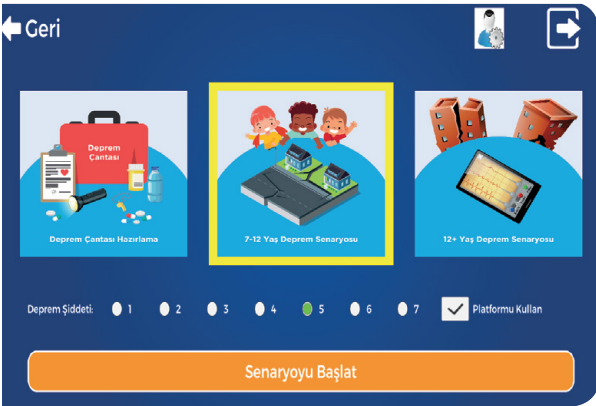 Geri
Deprem
Çantası
Deprem Çantası Hazırlama
7-12 Yaş Deprem Senaryosu
12+ Yaş Deprem Senaryosu
Deprem Şiddeti: 1 2 3 4 5 6 7 Platformu Kullan
Senaryoyu Başlat